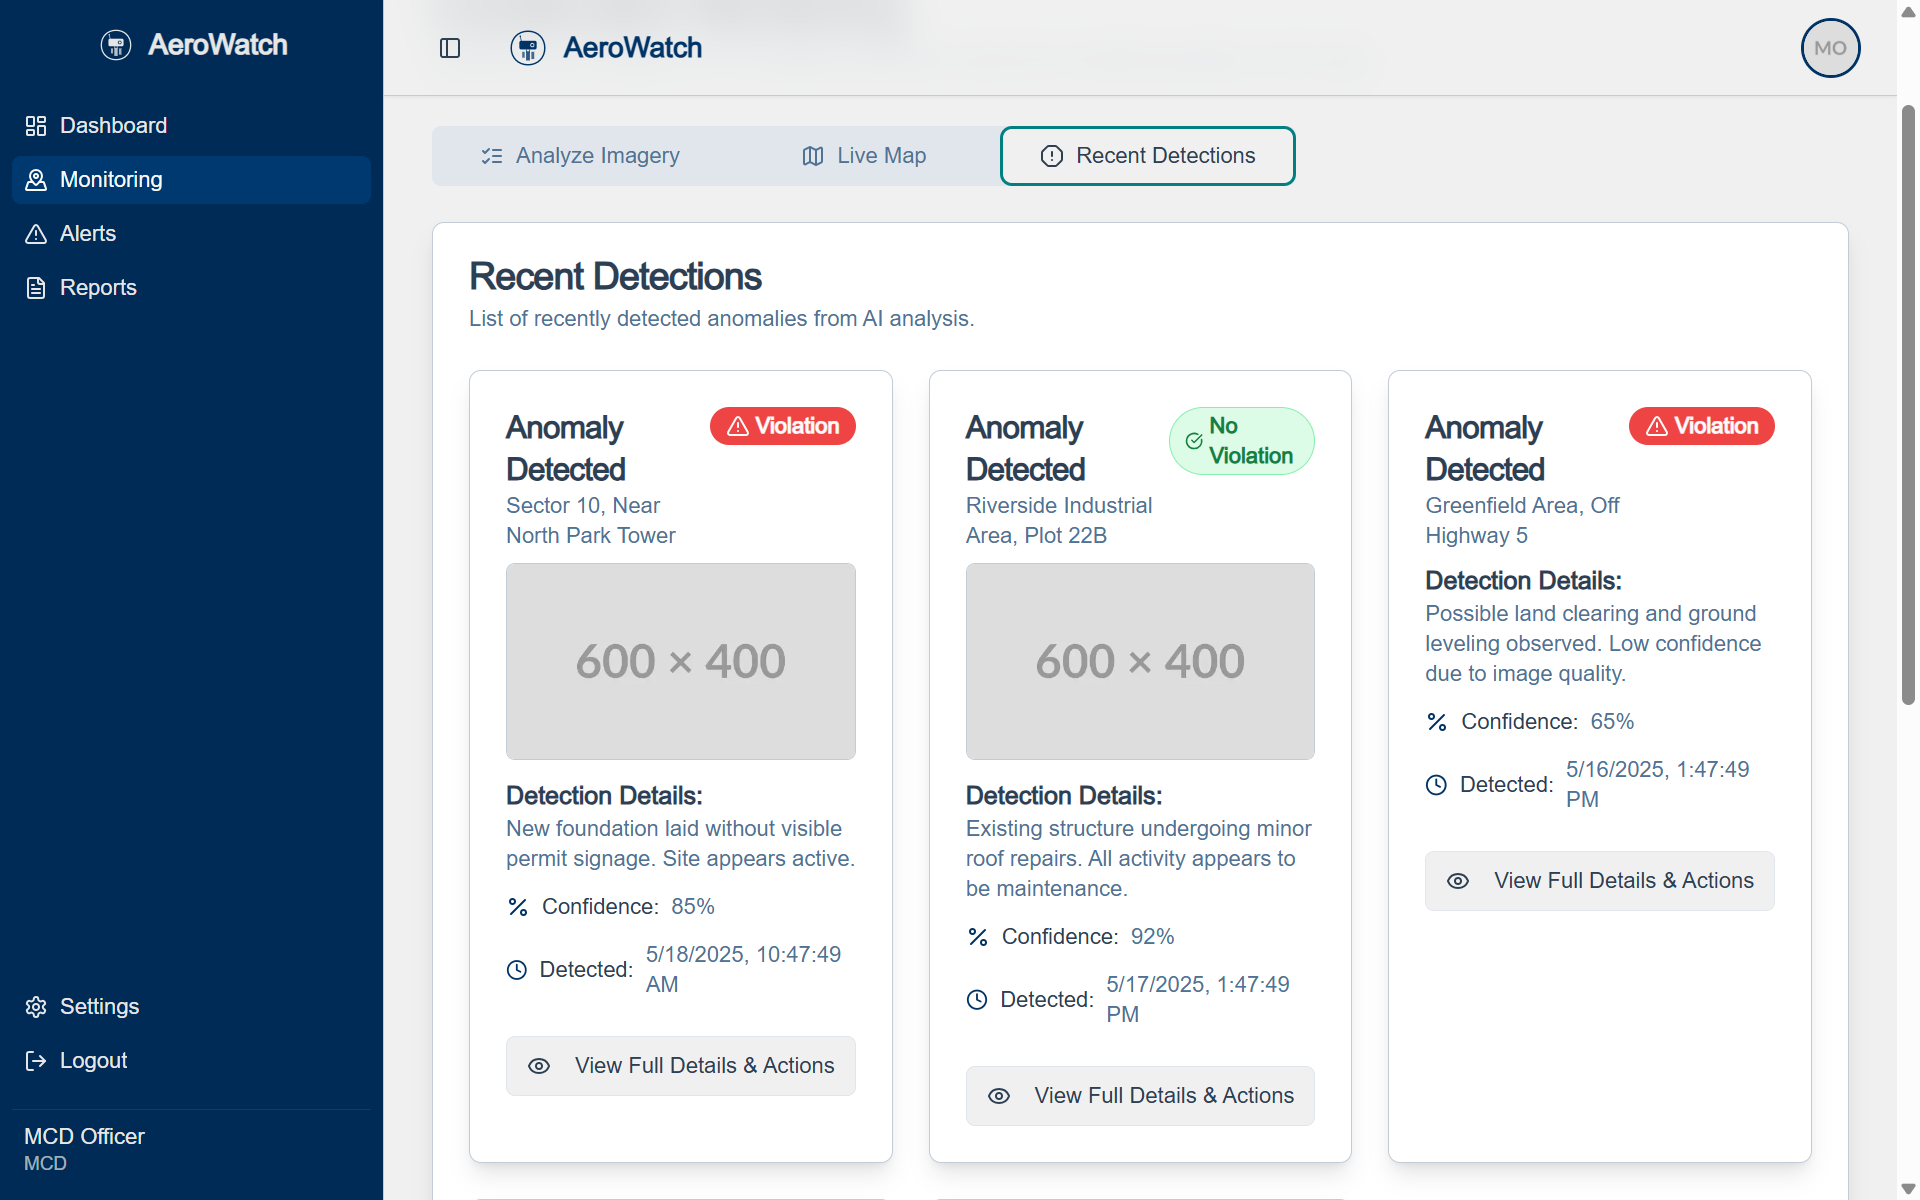 AeroWatch
Dashboard
Monitoring
Alerts
Reports
Settings
Logout
MCD Officer
MCD
AeroWatch
MO
Analyze Imagery
Live Map
Recent Detections
Recent Detections
List of recently detected anomalies from AI analysis.
Anomaly
Detected
Violation
Sector 10, Near
North Park Tower
600 × 400
Detection Details:
New foundation laid without visible
permit signage. Site appears active.
Confidence: 85%
Detected: 5/18/2025, 10:47:49
AM
View Full Details & Actions
Anomaly
Detected
No
Violation
Riverside Industrial
Area, Plot 22B
600 × 400
Detection Details:
Existing structure undergoing minor
roof repairs. All activity appears to
be maintenance.
Confidence: 92%
Detected: 5/17/2025, 1:47:49
PM
View Full Details & Actions
Anomaly
Detected
Violation
Greenfield Area, Off
Highway 5
Detection Details:
Possible land clearing and ground
leveling observed. Low confidence
due to image quality.
Confidence: 65%
Detected: 5/16/2025, 1:47:49
PM
View Full Details & Actions